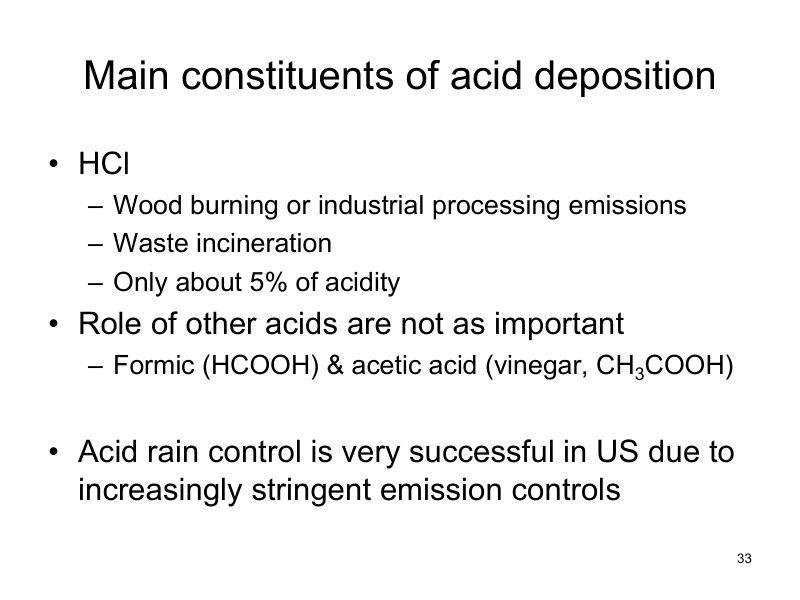 Main constituents of acid deposition
• HCl
– Wood burning or industrial processing emissions
– Waste incineration
– Only about 5% of acidity
• Role of other acids are not as important
– Formic (HCOOH) & acetic acid (vinegar, CH₃COOH)
• Acid rain control is very successful in US due to
increasingly stringent emission controls
33